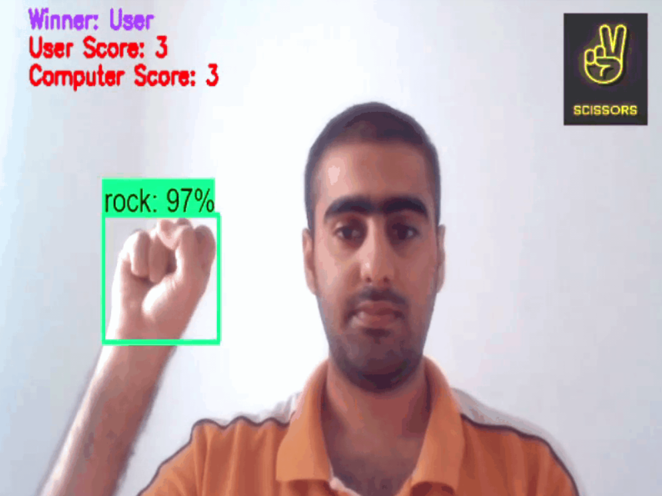 Winner: User
User Score: 3
Computer Score: 3
SCISSORS
rock: 97%